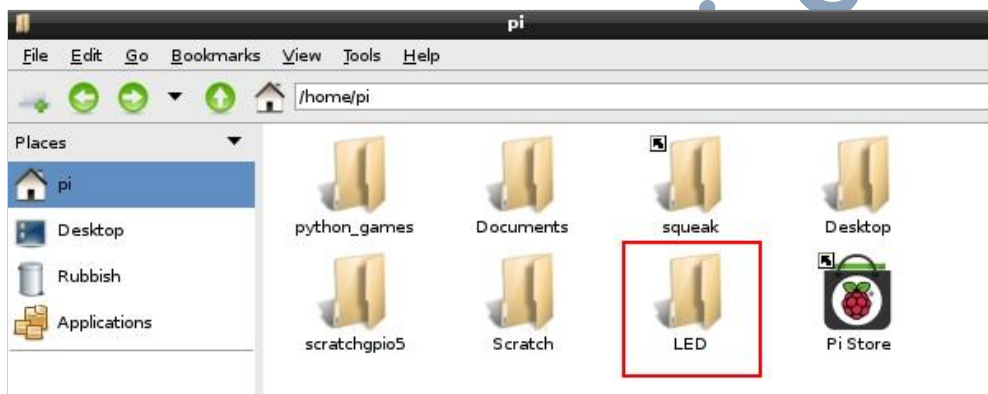 pi
File Edit Go Bookmarks View Tools Help
/home/pi
Places
pi
Desktop
Rubbish
Applications
python_games Documents squeak Desktop
scratchgpio5 Scratch LED Pi Store